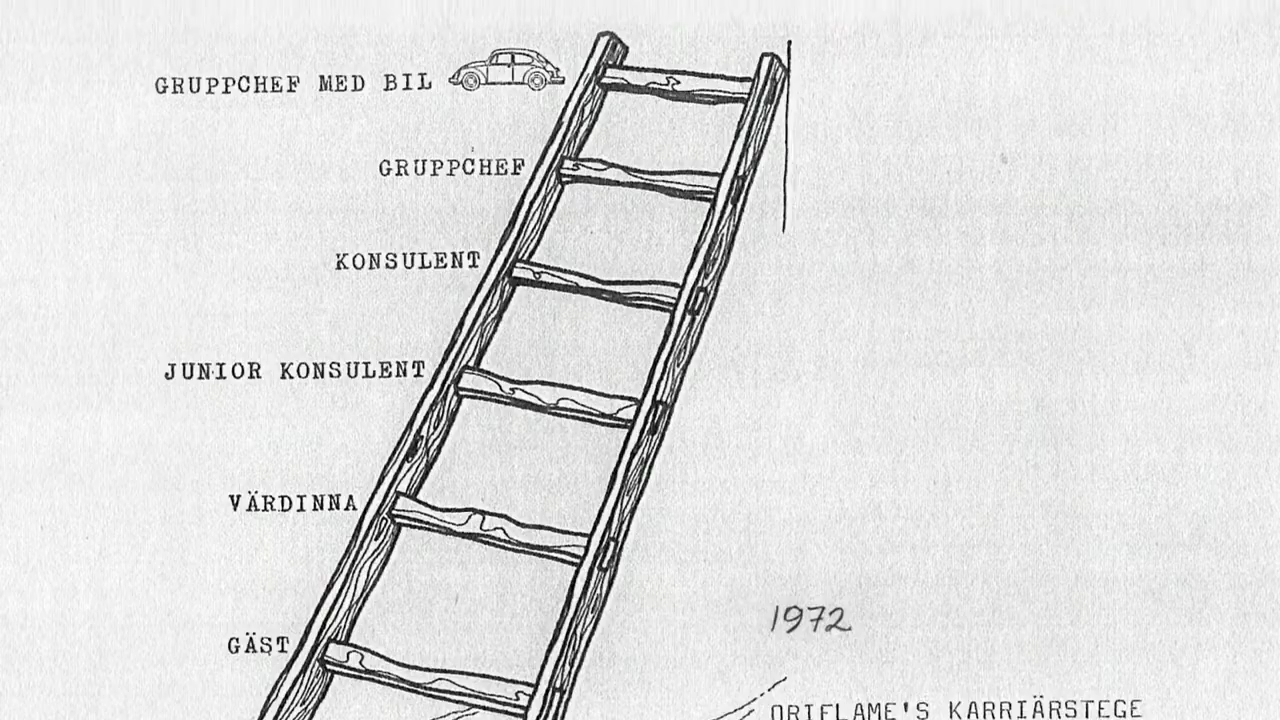 GRUPPCHEF MED BIL
GRUPPCHEF
KONSULENT
JUNIOR KONSULENT
VÄRDINNA
GÄST
1972
ORIFLAME'S KARRIÄRSTEGE